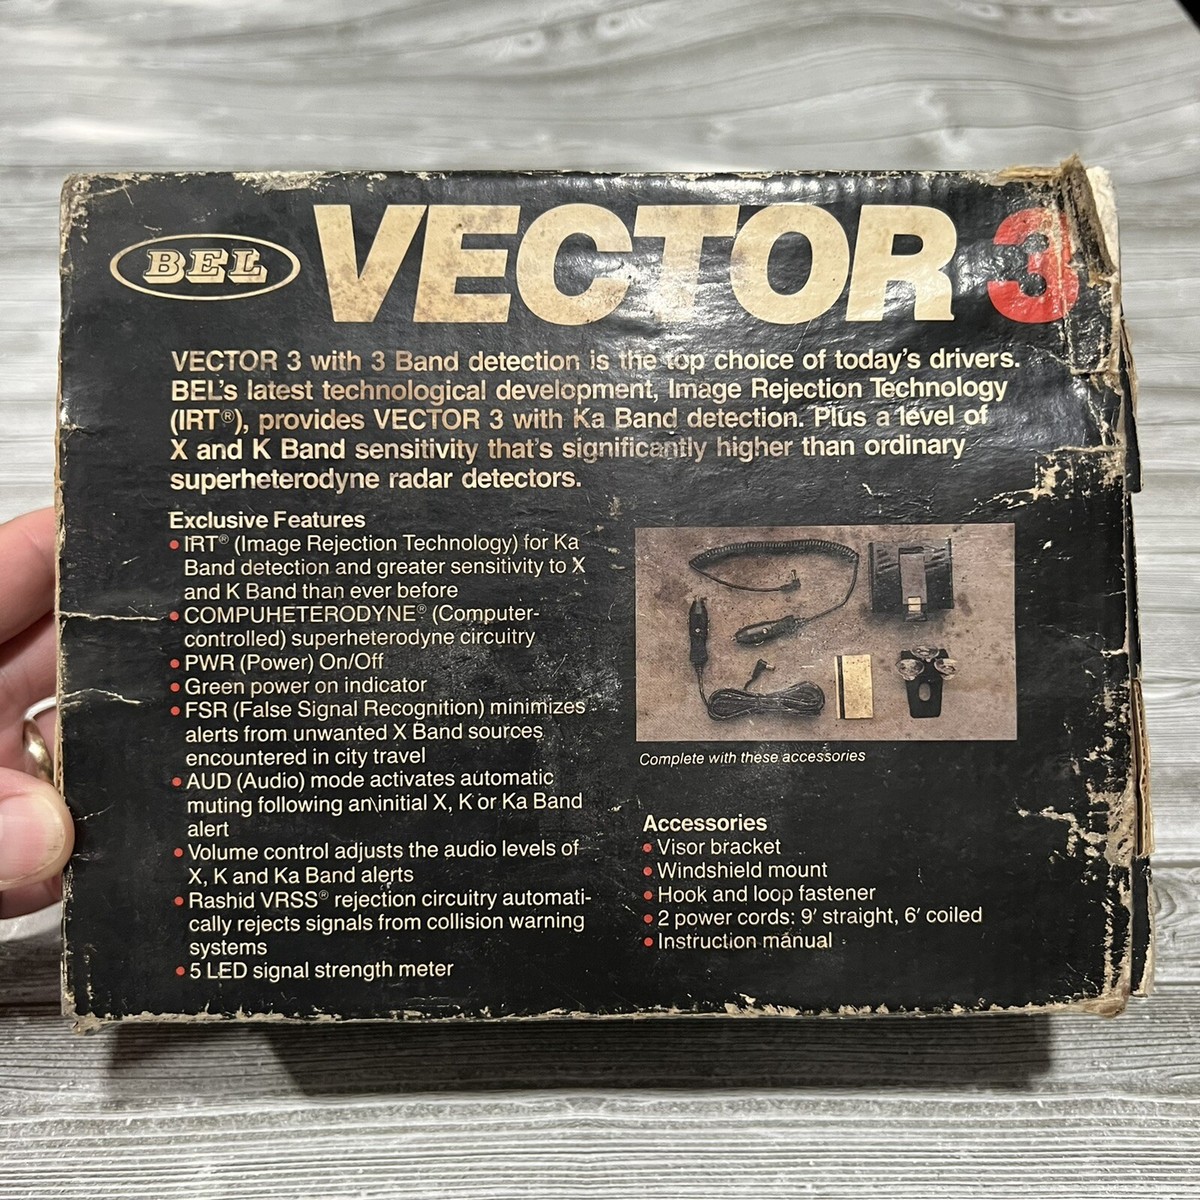 BEL
VECTOR 3
VECTOR 3 with 3 Band detection is the top choice of today's drivers.
BEL's latest technological development, Image Rejection Technology
(IRT®), provides VECTOR 3 with Ka Band detection. Plus a level of
X and K Band sensitivity that's significantly higher than ordinary
superheterodyne radar detectors.
Exclusive Features
• IRT® (Image Rejection Technology) for Ka
Band detection and greater sensitivity to X
and K Band than ever before
• COMPUHETERODYNE® (Computer-
controlled) superheterodyne circuitry
• PWR (Power) On/Off
• Green power on indicator
• FSR (False Signal Recognition) minimizes
alerts from unwanted X Band sources
encountered in city travel
• AUD (Audio) mode activates automatic
muting following an initial X, K or Ka Band
alert
• Volume control adjusts the audio levels of
X, K and Ka Band alerts
• Rashid VRSS® rejection circuitry automati-
cally rejects signals from collision warning
systems
• 5 LED signal strength meter
Complete with these accessories
Accessories
• Visor bracket
• Windshield mount
• Hook and loop fastener
• 2 power cords: 9′ straight, 6′ coiled
• Instruction manual